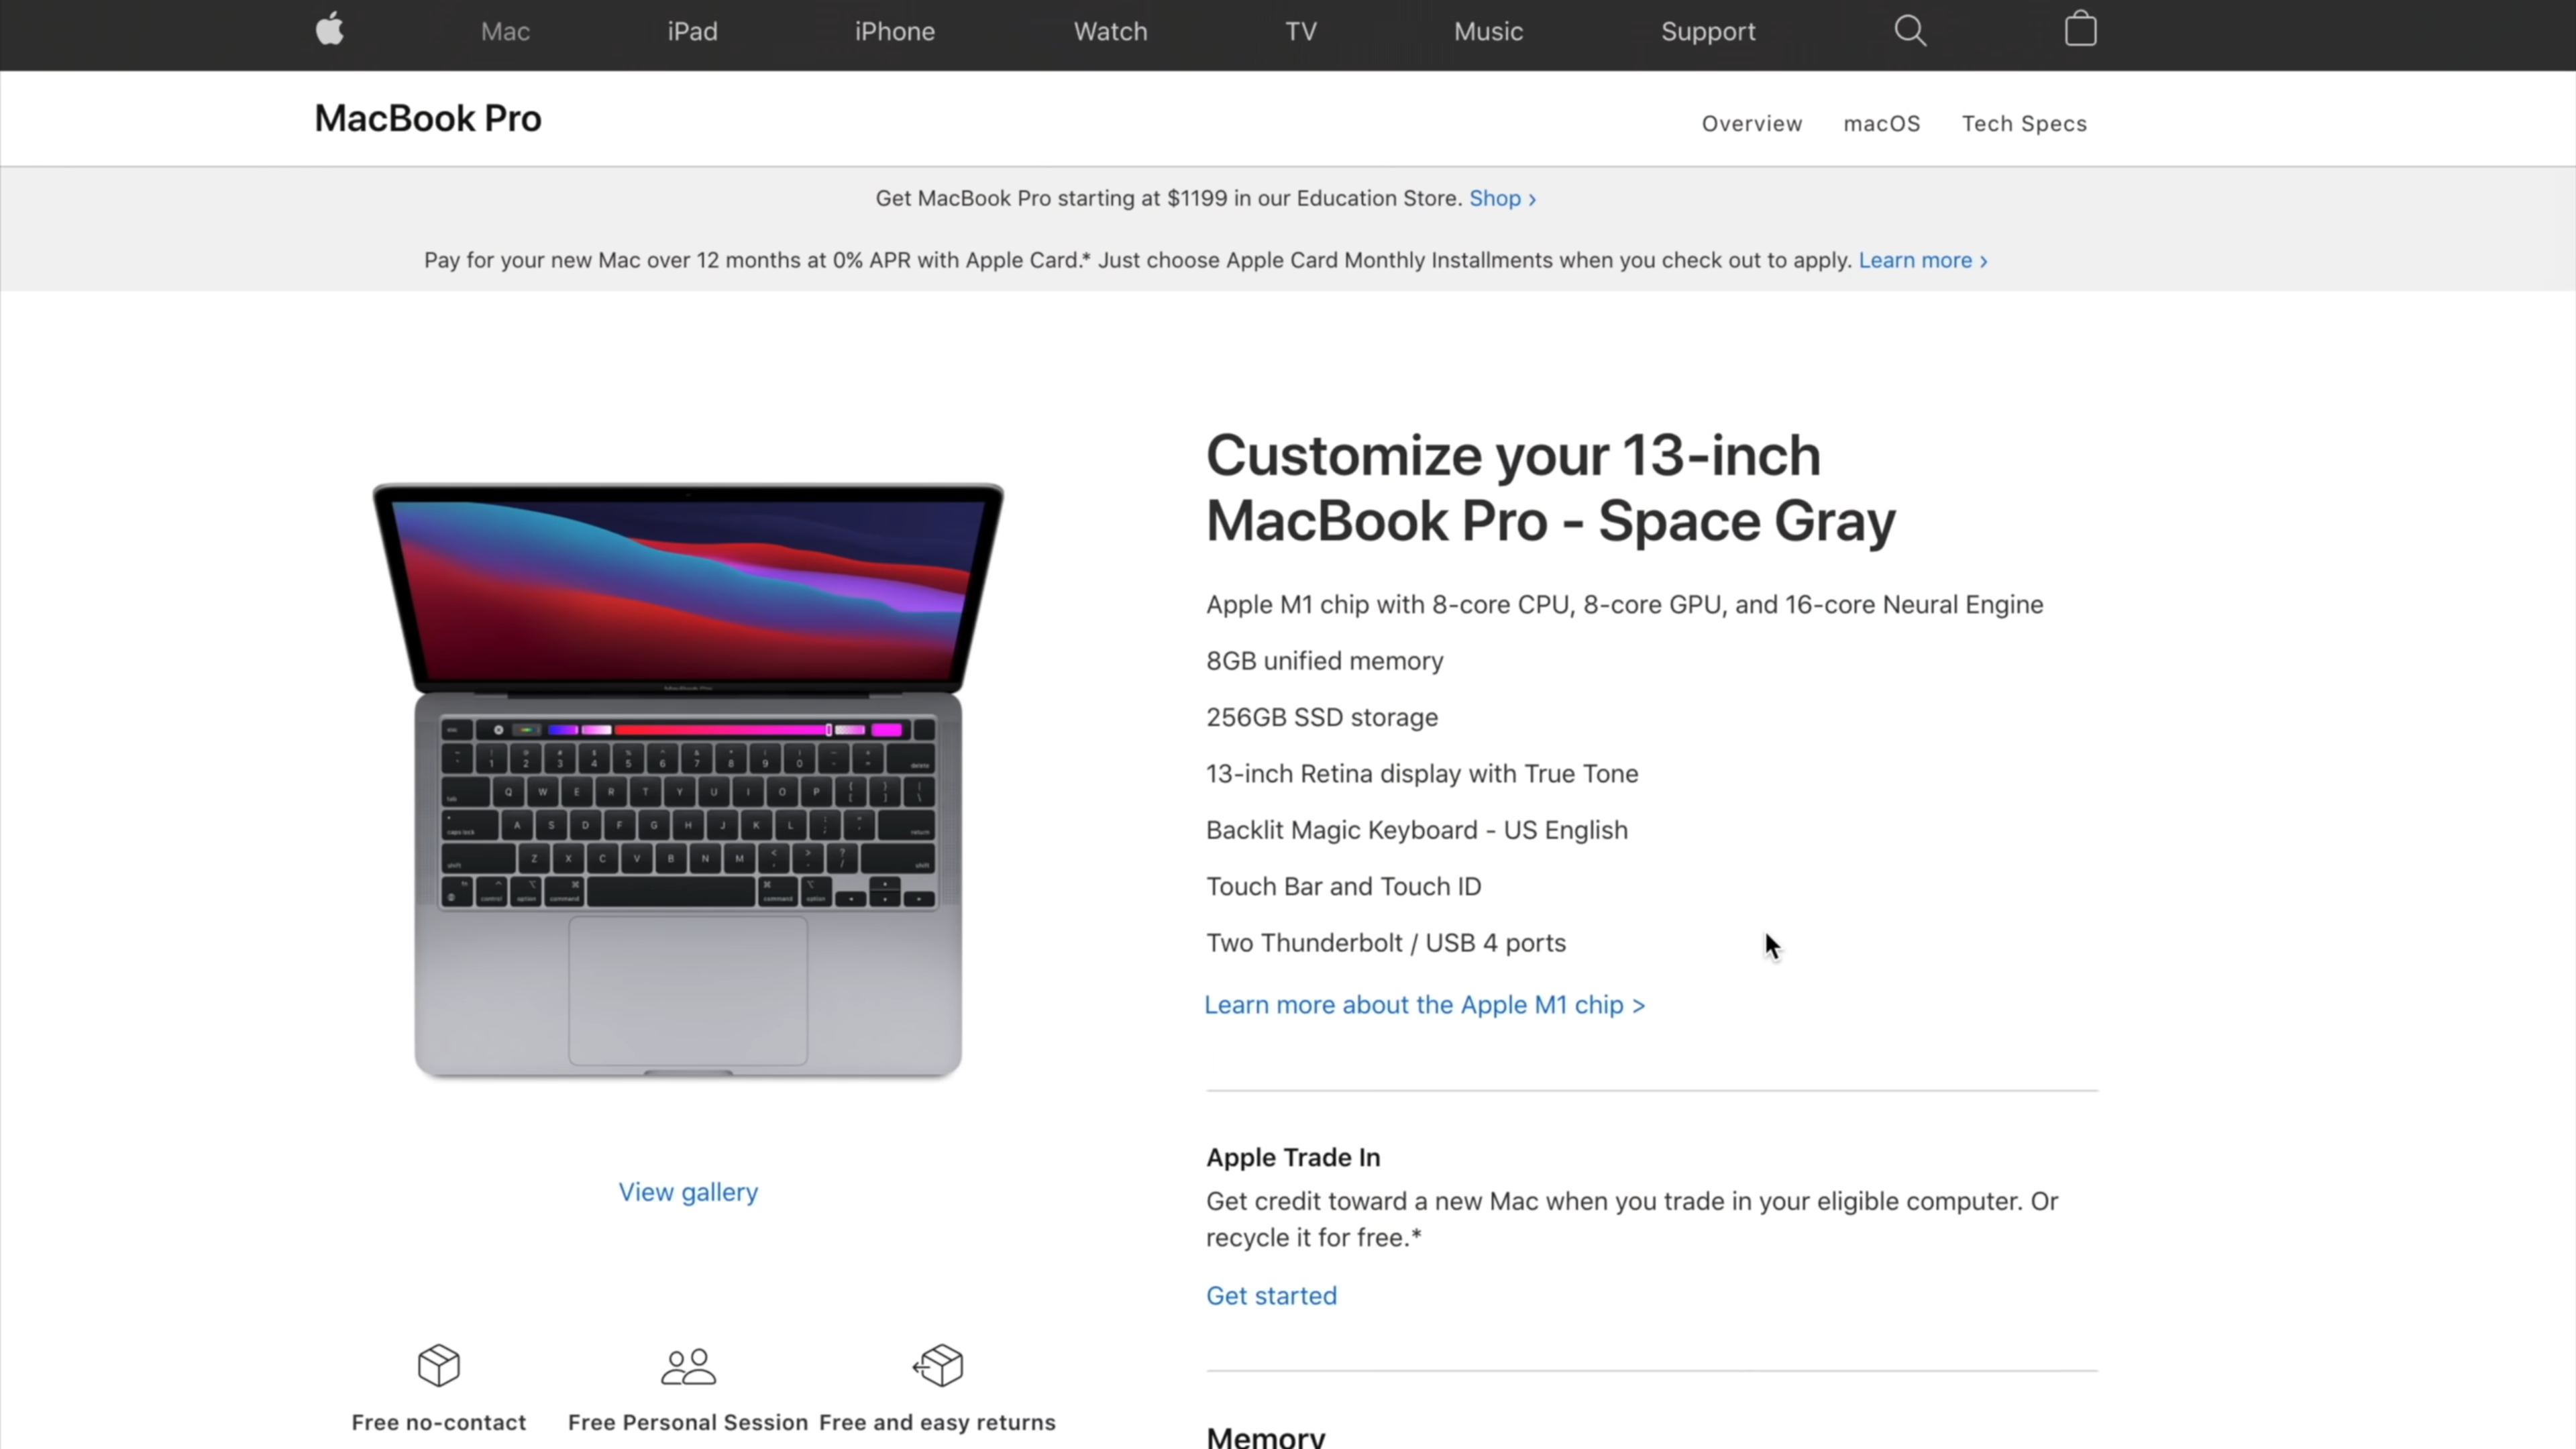 Mac
iPad
iPhone
Watch
TV
Music
Support
MacBook Pro
Overview
macOS
Tech Specs
Get MacBook Pro starting at $1199 in our Education Store. Shop ›
Pay for your new Mac over 12 months at 0% APR with Apple Card.* Just choose Apple Card Monthly Installments when you check out to apply. Learn more ›
Customize your 13-inch
MacBook Pro - Space Gray
Apple M1 chip with 8-core CPU, 8-core GPU, and 16-core Neural Engine
8GB unified memory
256GB SSD storage
13-inch Retina display with True Tone
Backlit Magic Keyboard - US English
Touch Bar and Touch ID
Two Thunderbolt / USB 4 ports
Learn more about the Apple M1 chip >
View gallery
Apple Trade In
Get credit toward a new Mac when you trade in your eligible computer. Or
recycle it for free.*
Get started
Free no-contact
Free Personal Session
Free and easy returns
Memory